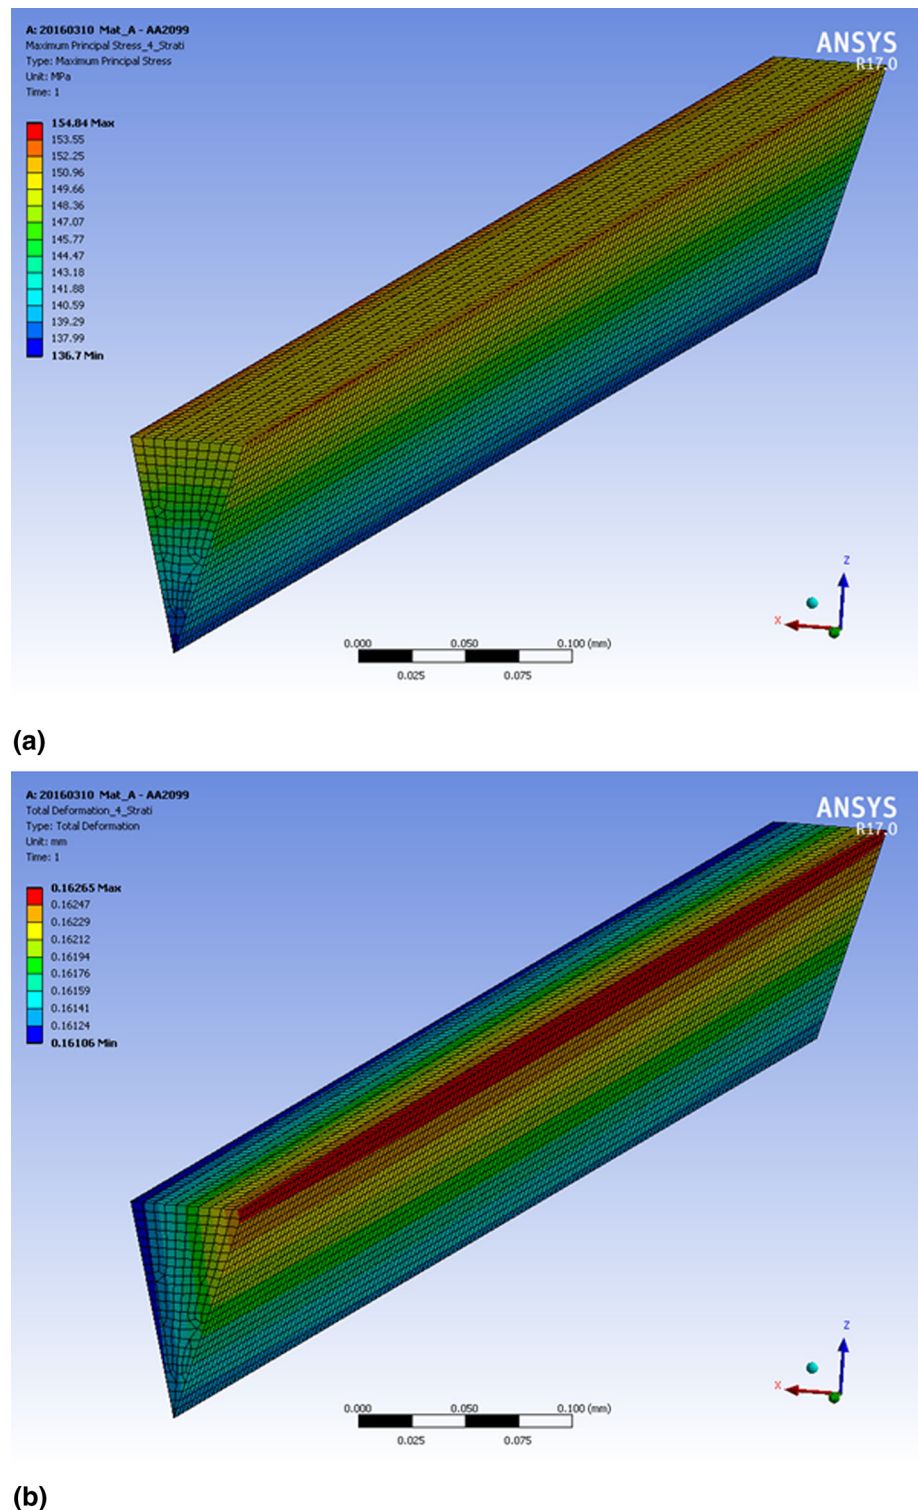 A: 20160310 Mat_A - AA2099
Maximum Principal Stress_4_Strati
Type: Maximum Principal Stress
Unit: MPa
Time: 1
ANSYS
R17.0
154.84 Max
153.55
152.25
150.96
149.66
148.36
147.07
145.77
144.47
143.18
141.88
140.59
139.29
137.99
136.7 Min
Z
X
0.000
0.050
0.100 (mm)
0.025
0.075
(a)
A: 20160310 Mat_A - AA2099
Total Deformation_4_Strati
Type: Total Deformation
Unit: mm
Time: 1
ANSYS
R17.0
0.16265 Max
0.16247
0.16229
0.16212
0.16194
0.16176
0.16159
0.16141
0.16124
0.16106 Min
Z
X
0.000
0.050
0.100 (mm)
0.025
0.075
(b)